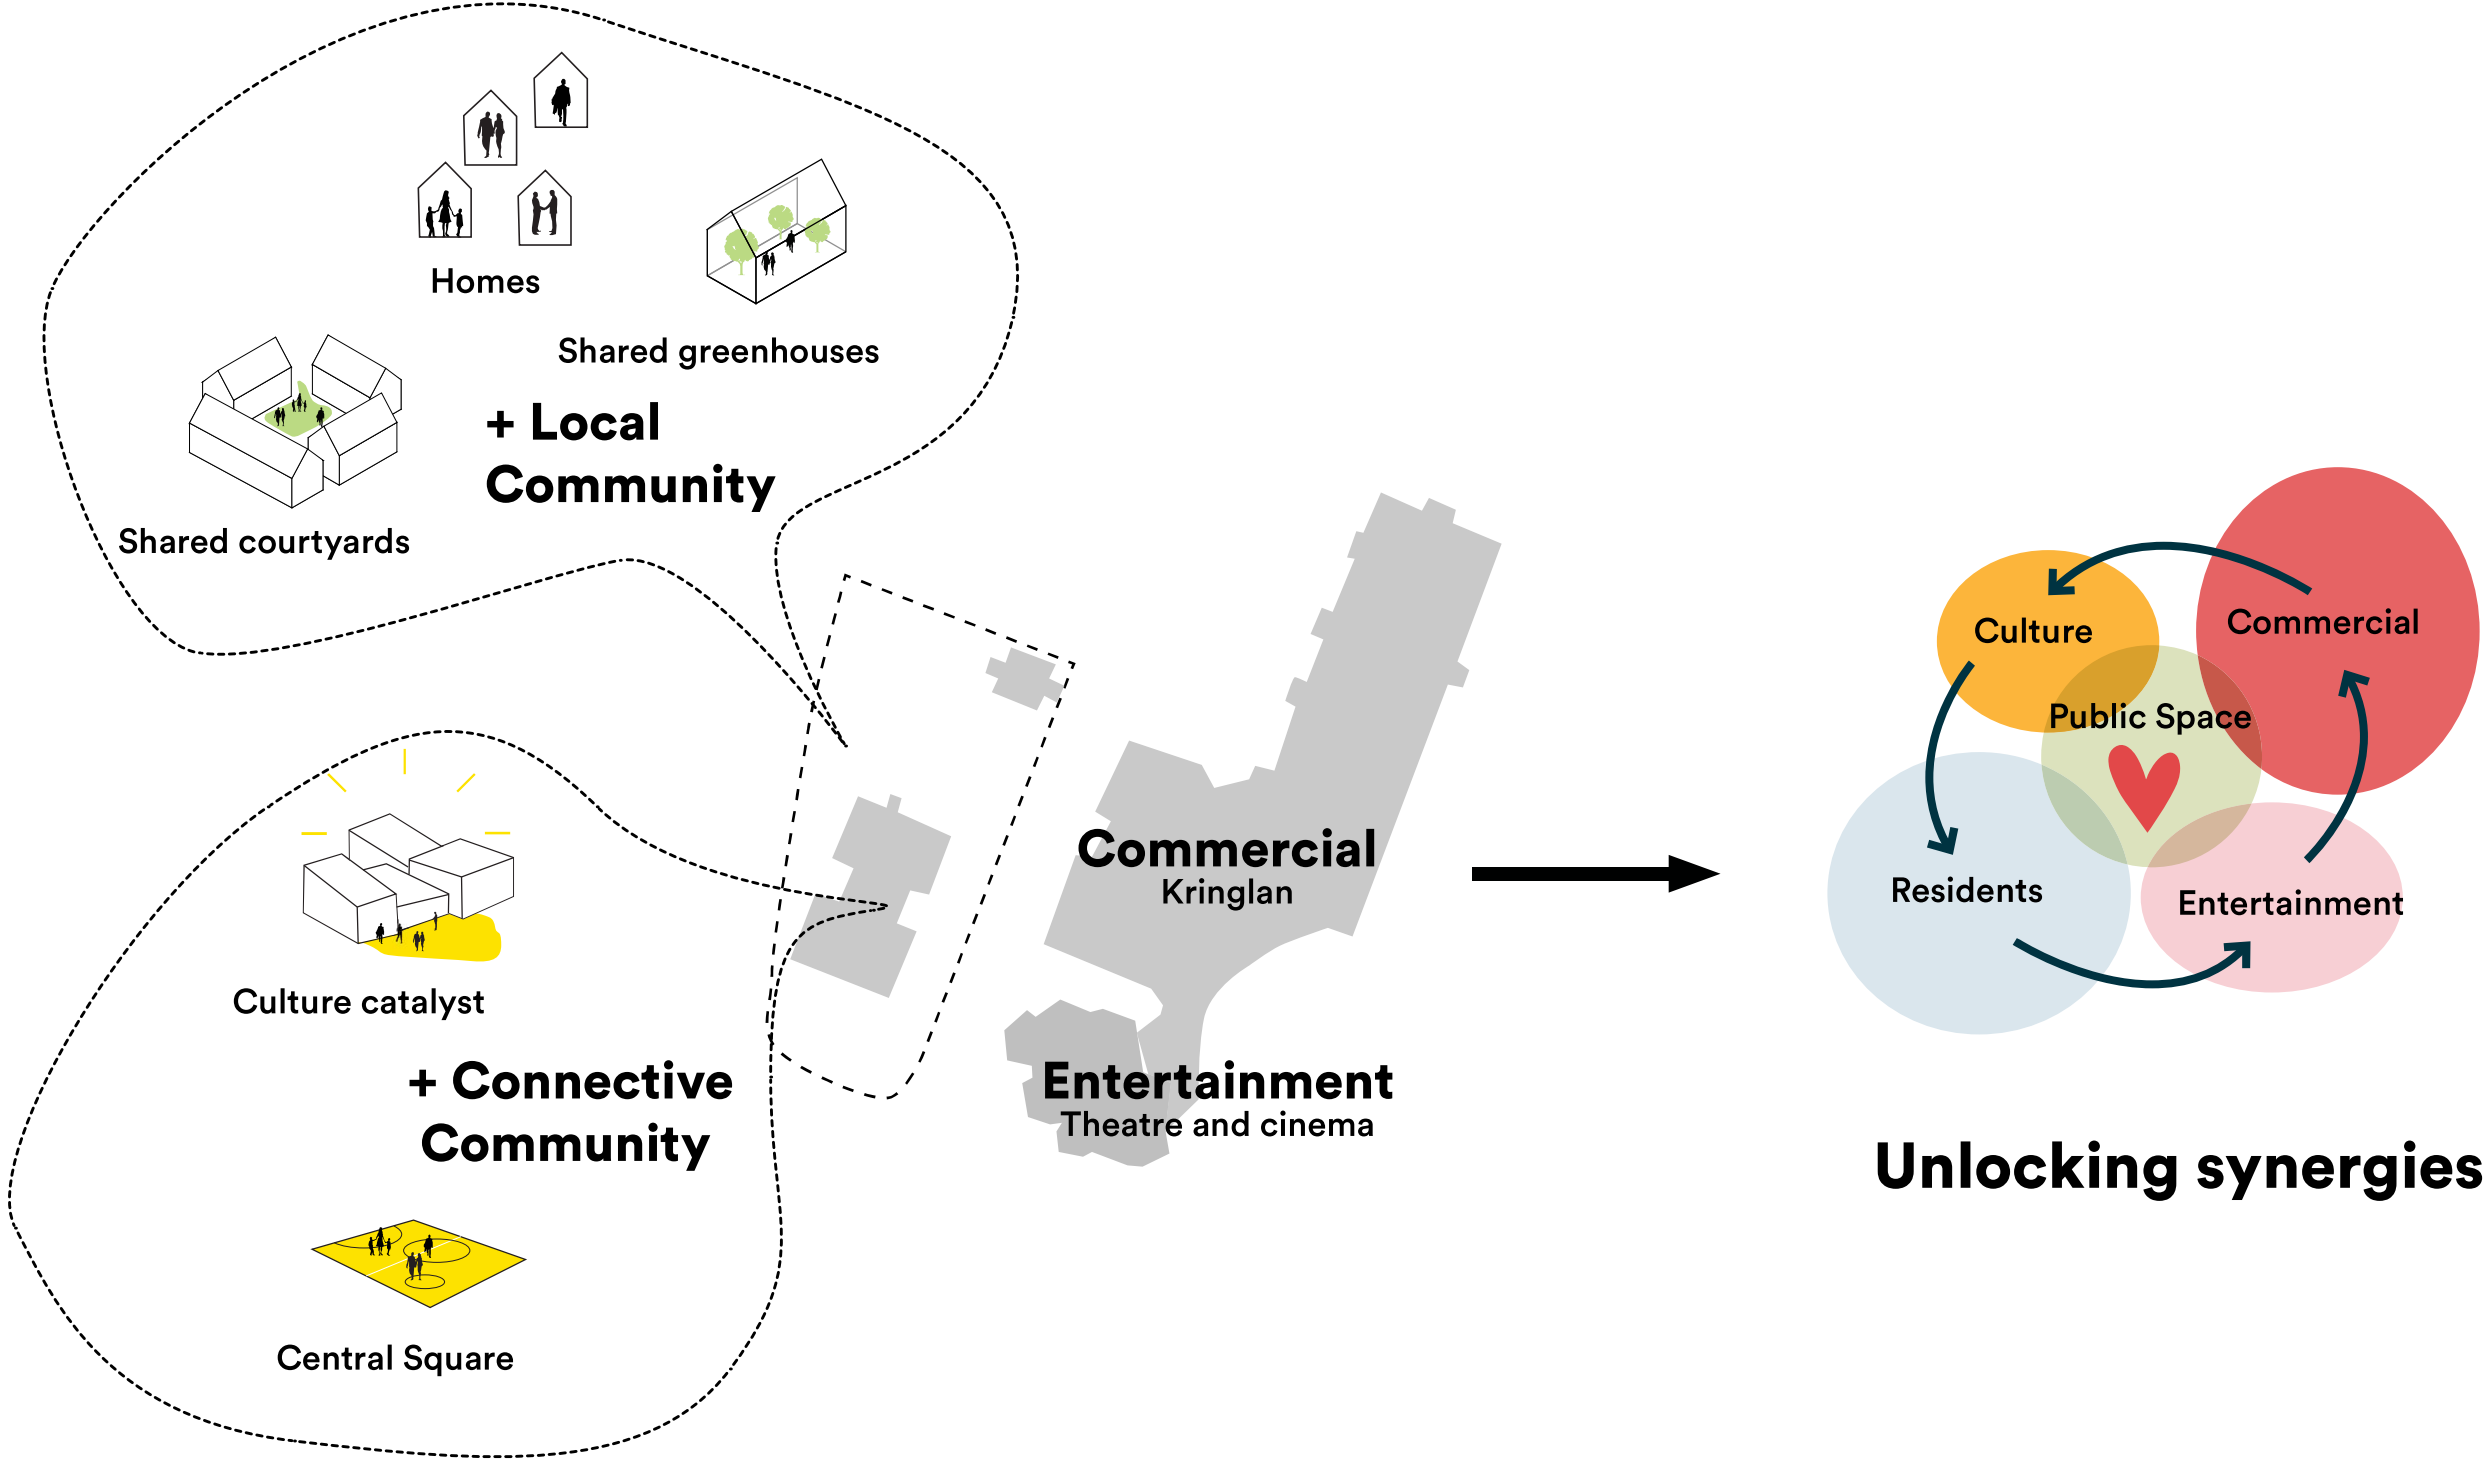 Homes
Shared greenhouses
+ Local
Community
Shared courtyards
Culture catalyst
+ Connective
Community
Central Square
Commercial
Kringlan
Entertainment
Theatre and cinema
Culture
Commercial
Public Space
Residents
Entertainment
Unlocking synergies